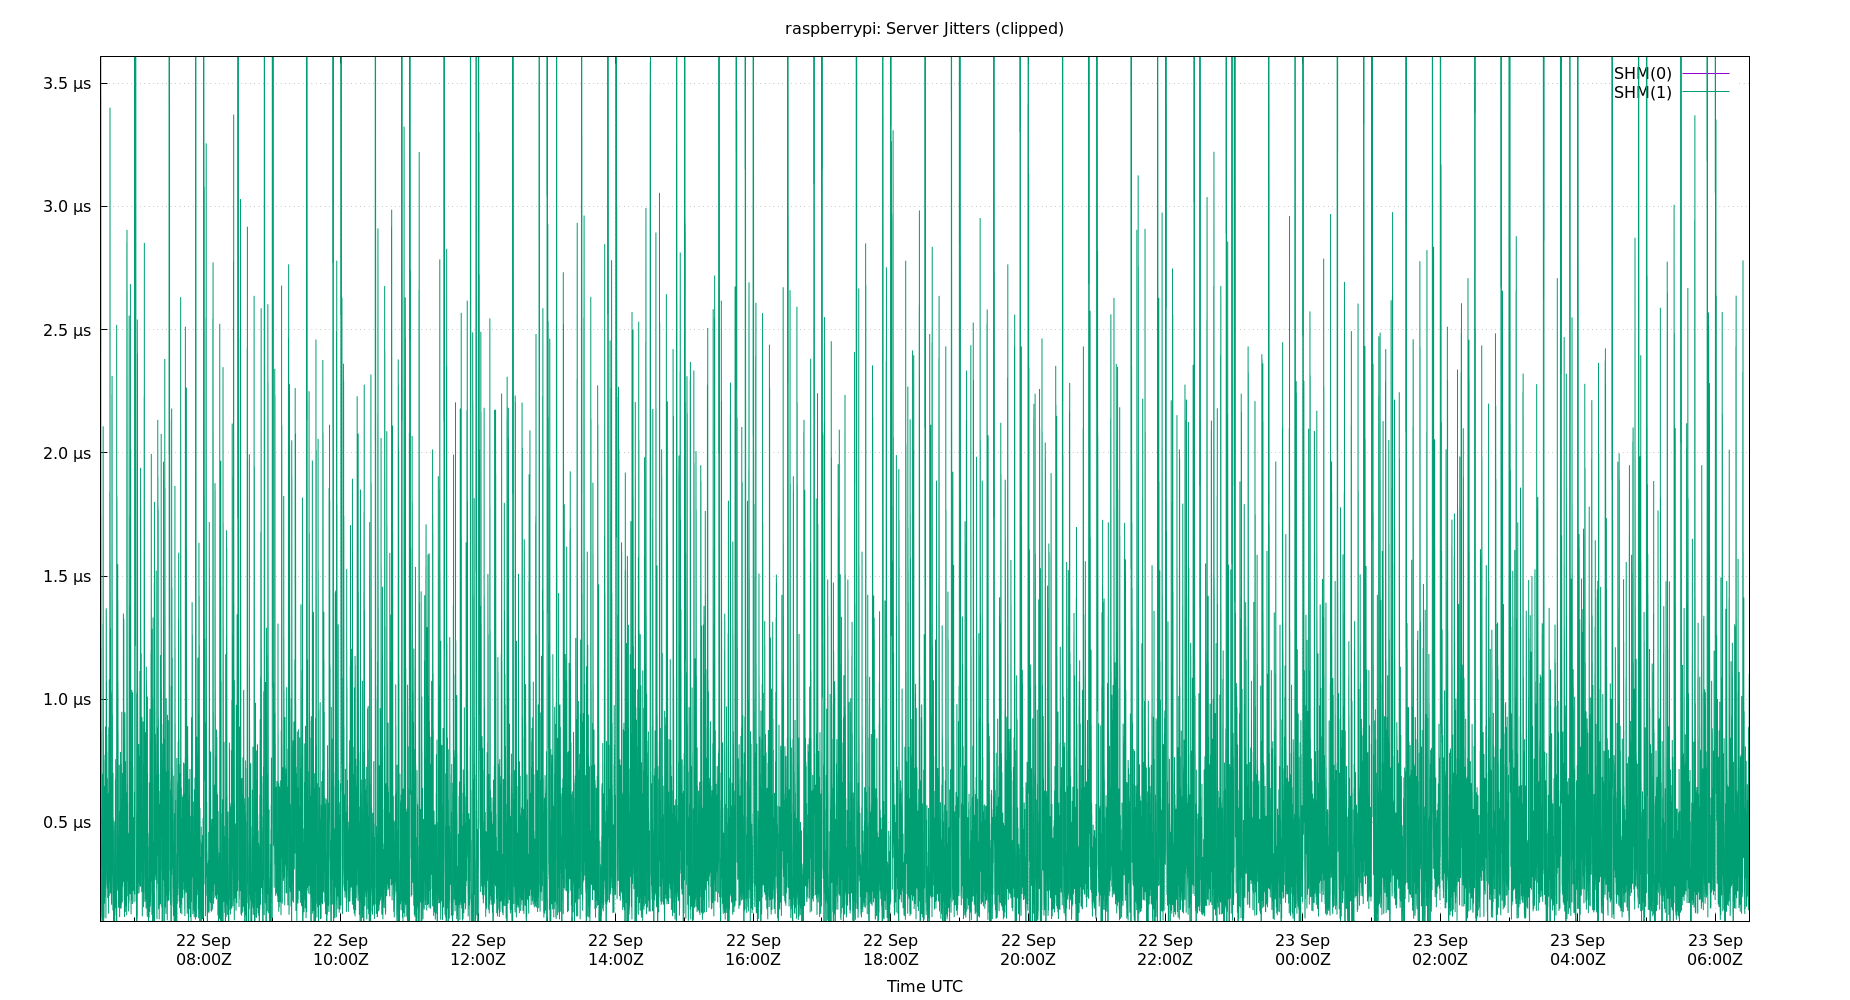 raspberrypi: Server Jitters (clipped)
SHM(0)
SHM(1)
3.5 µs
3.0 µs
2.5 µs
2.0 µs
1.5 µs
1.0 µs
0.5 µs
22 Sep 22 Sep 22 Sep 22 Sep 22 Sep 22 Sep 22 Sep 22 Sep 23 Sep 23 Sep 23 Sep 23 Sep
08:00Z 10:00Z 12:00Z 14:00Z 16:00Z 18:00Z 20:00Z 22:00Z 00:00Z 02:00Z 04:00Z 06:00Z
Time UTC